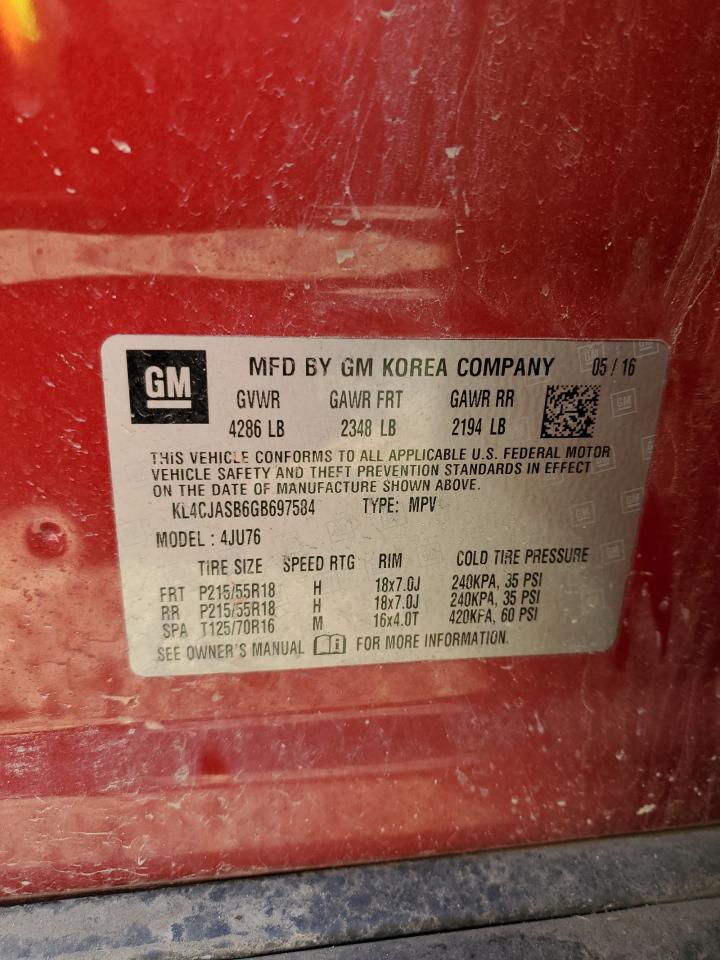 GM
MFD BY GM KOREA COMPANY 05 / 16
GVWR GAWR FRT GAWR RR
4286 LB 2348 LB 2194 LB
THIS VEHICLE CONFORMS TO ALL APPLICABLE U.S. FEDERAL MOTOR
VEHICLE SAFETY AND THEFT PREVENTION STANDARDS IN EFFECT
ON THE DATE OF MANUFACTURE SHOWN ABOVE.
KL4CJASB6GB697584 TYPE: MPV
MODEL : 4JU76
TIRE SIZE SPEED RTG RIM COLD TIRE PRESSURE
FRT P215/55R18 H 18x7.0J 240KPA, 35 PSI
RR P215/55R18 H 18x7.0J 240KPA, 35 PSI
SPA T125/70R16 M 16x4.0T 420KFA, 60 PSI
SEE OWNER'S MANUAL FOR MORE INFORMATION.